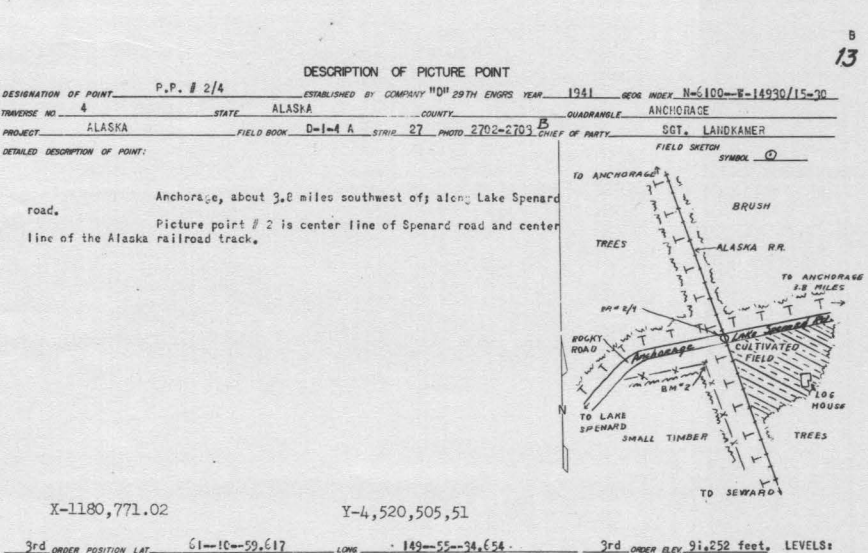 B
13
DESCRIPTION OF PICTURE POINT
DESIGNATION OF POINT P.P. # 2/4 ESTABLISHED BY COMPANY "D" 29TH ENGRS YEAR 1941 GEOG INDEX N-6100--W-14930/15-30
TRAVERSE NO. 4 STATE ALASKA COUNTY QUADRANGLE ANCHORAGE
PROJECT ALASKA FIELD BOOK D-1-4 A STRIP 27 PHOTO 2702-2703 B CHIEF OF PARTY SGT. LANDKAMER
DETAILED DESCRIPTION OF POINT:
FIELD SKETCH
SYMBOL
Anchorage, about 3.8 miles southwest of; along Lake Spenard
road.
Picture point # 2 is center line of Spenard road and center
line of the Alaska railroad track.
TO ANCHORAGE
BRUSH
TREES
ALASKA R.R.
TO ANCHORAGE
3.8 MILES
BM# 2/4
ROCKY
ROAD
Anchorage Lake Spenard Rd.
CULTIVATED
FIELD
BM#2
LOG
HOUSE
N
TO LAKE
SPENARD
SMALL TIMBER
TREES
TO SEWARD
X-1180,771.02 Y-4,520,505,51
3rd ORDER POSITION LAT. 61--10--59.617 LONG 149--55--34.654 3rd ORDER ELEV 91.252 feet. LEVELS: